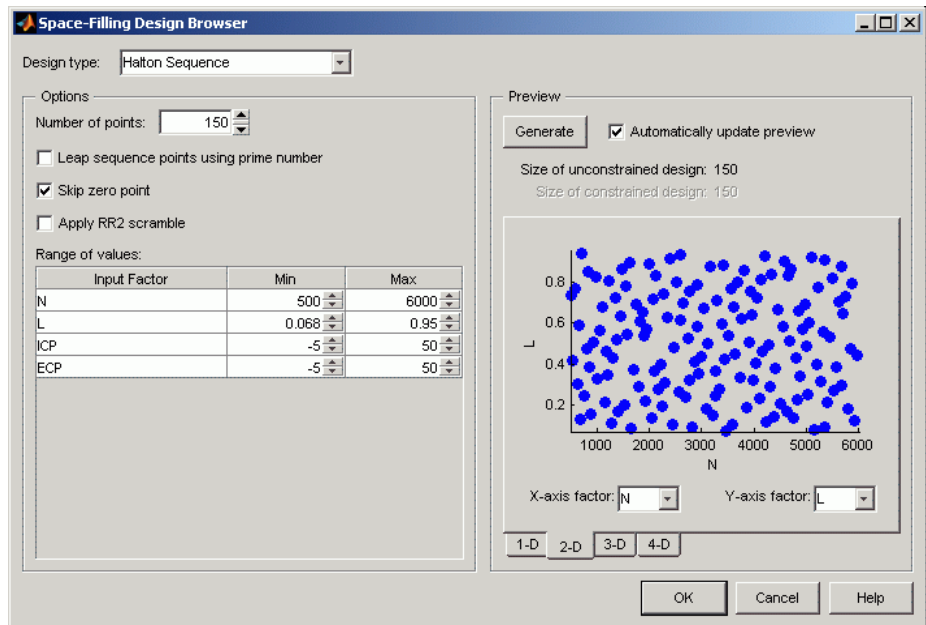 Space-Filling Design Browser
Design type: Halton Sequence
Options
Number of points: 150
Leap sequence points using prime number
Skip zero point
Apply RR2 scramble
Range of values:
Input Factor Min Max
N 500 6000
L 0.068 0.95
ICP -5 50
ECP -5 50
Preview
Generate Automatically update preview
Size of unconstrained design: 150
Size of constrained design: 150
0.8
0.6
L
0.4
0.2
1000 2000 3000 4000 5000 6000
N
X-axis factor: N Y-axis factor: L
1-D 2-D 3-D 4-D
OK Cancel Help